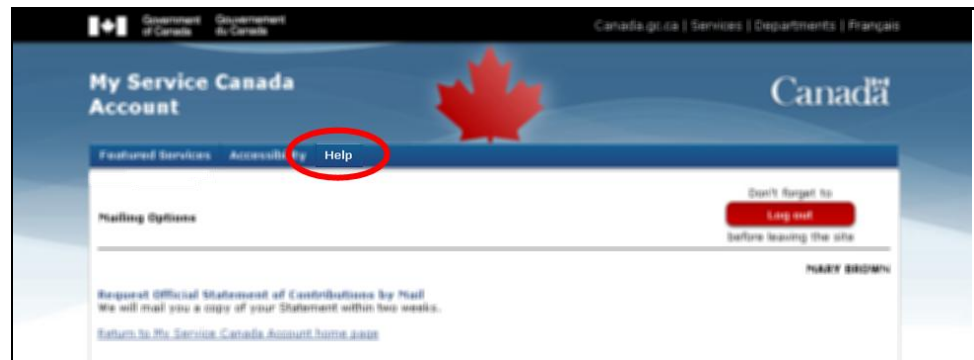 Government Gouvernement
of Canada du Canada
Canada.gc.ca | Services | Departments | Français
My Service Canada
Account
Canada
Featured Services Accessibility Help
Don't forget to
Mailing Options
Log out
before leaving the site
MARY BROWN
Request Official Statement of Contributions by Mail
We will mail you a copy of your Statement within two weeks.
Return to My Service Canada Account home page